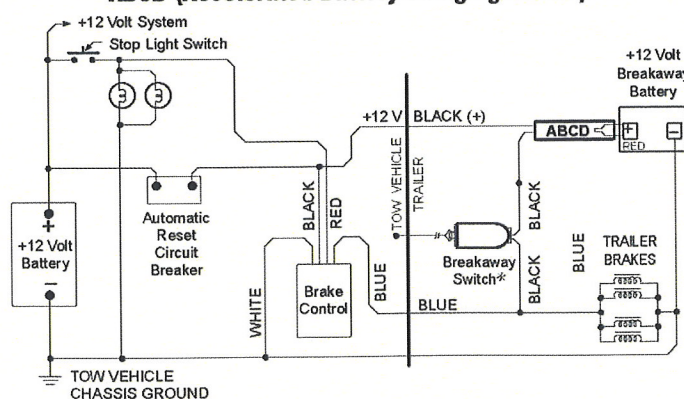 +12 Volt System
Stop Light Switch
+12 Volt
Breakaway
Battery
+12 V
BLACK (+)
ABCD
+
−
RED
TOW VEHICLE
TRAILER
BLACK
RED
BLACK
Automatic
Reset
Circuit
Breaker
+
+12 Volt
Battery
−
Breakaway
Switch*
BLACK
BLUE
TRAILER
BRAKES
WHITE
Brake
Control
BLUE
BLUE
TOW VEHICLE
CHASSIS GROUND